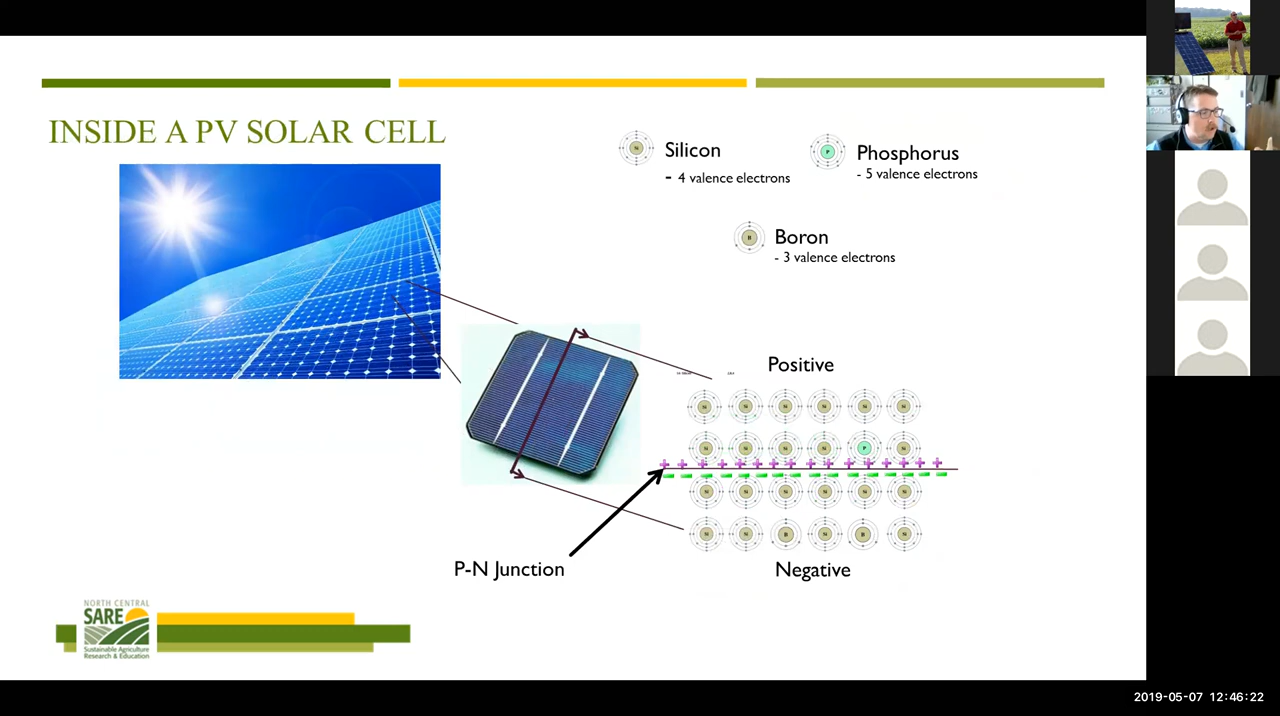 INSIDE A PV SOLAR CELL
Silicon
- 4 valence electrons
Phosphorus
- 5 valence electrons
Boron
- 3 valence electrons
Positive
P-N Junction
Negative
NORTH CENTRAL
SARE
Sustainable Agriculture
Research & Education
2019-05-07 12:46:22